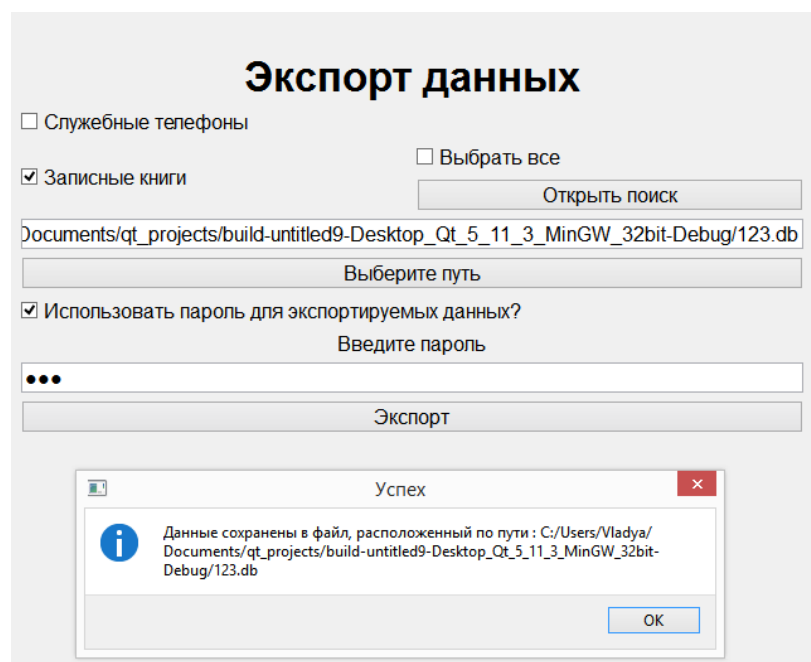 Экспорт данных
Служебные телефоны
Выбрать все
Записные книги
Открыть поиск
Documents/qt_projects/build-untitled9-Desktop_Qt_5_11_3_MinGW_32bit-Debug/123.db
Выберите путь
Использовать пароль для экспортируемых данных?
Введите пароль
●●●
Экспорт
Успех
Данные сохранены в файл, расположенный по пути : C:/Users/Vladya/
Documents/qt_projects/build-untitled9-Desktop_Qt_5_11_3_MinGW_32bit-
Debug/123.db
OK